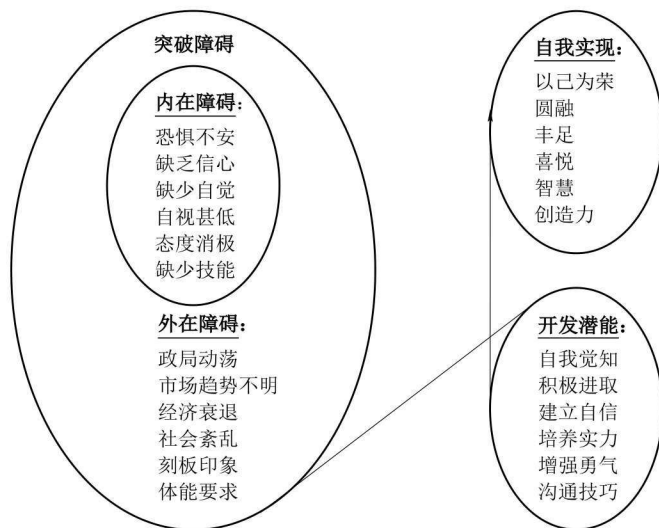 突破障碍
内在障碍：
恐惧不安
缺乏信心
缺少自觉
自视甚低
态度消极
缺少技能
外在障碍：
政局动荡
市场趋势不明
经济衰退
社会紊乱
刻板印象
体能要求
自我实现：
以己为荣
圆融
丰足
喜悦
智慧
创造力
开发潜能：
自我觉知
积极进取
建立自信
培养实力
增强勇气
沟通技巧